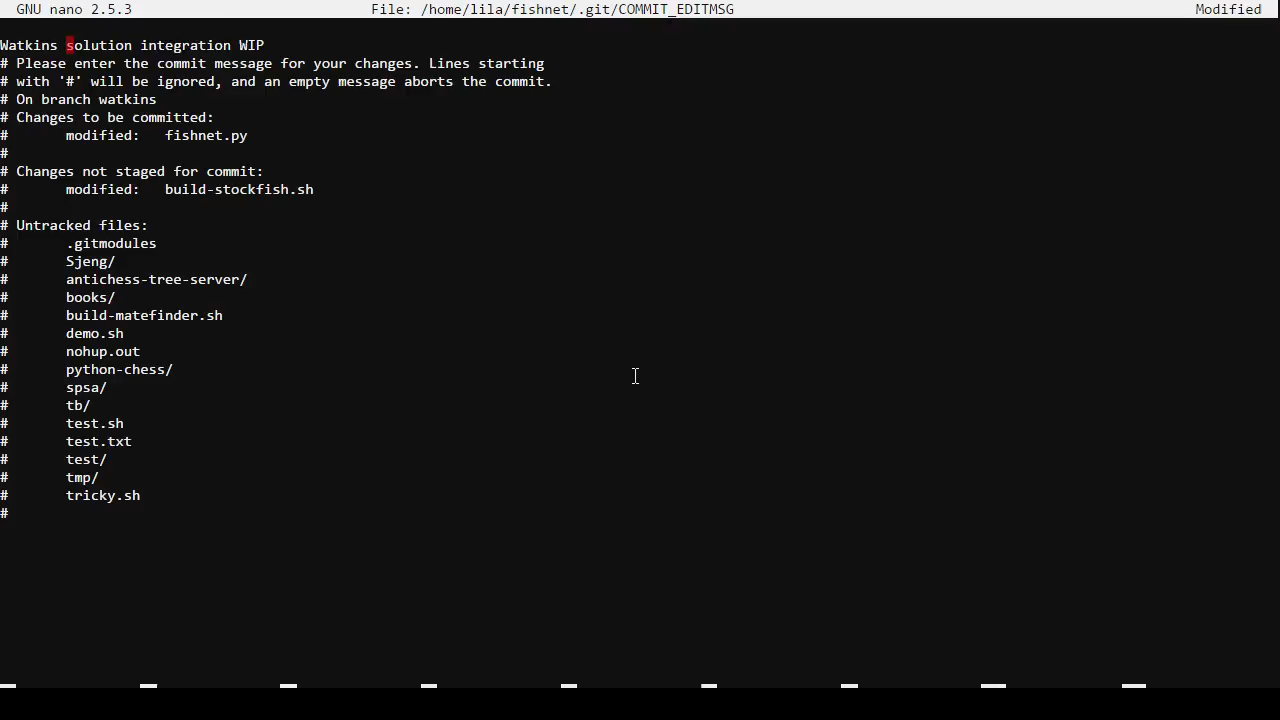 GNU nano 2.5.3 File: /home/lila/fishnet/.git/COMMIT_EDITMSG Modified
Watkins solution integration WIP
# Please enter the commit message for your changes. Lines starting
# with '#' will be ignored, and an empty message aborts the commit.
# On branch watkins
# Changes to be committed:
#       modified:   fishnet.py
#
# Changes not staged for commit:
#       modified:   build-stockfish.sh
#
# Untracked files:
#       .gitmodules
#       Sjeng/
#       antichess-tree-server/
#       books/
#       build-matefinder.sh
#       demo.sh
#       nohup.out
#       python-chess/
#       spsa/
#       tb/
#       test.sh
#       test.txt
#       test/
#       tmp/
#       tricky.sh
#